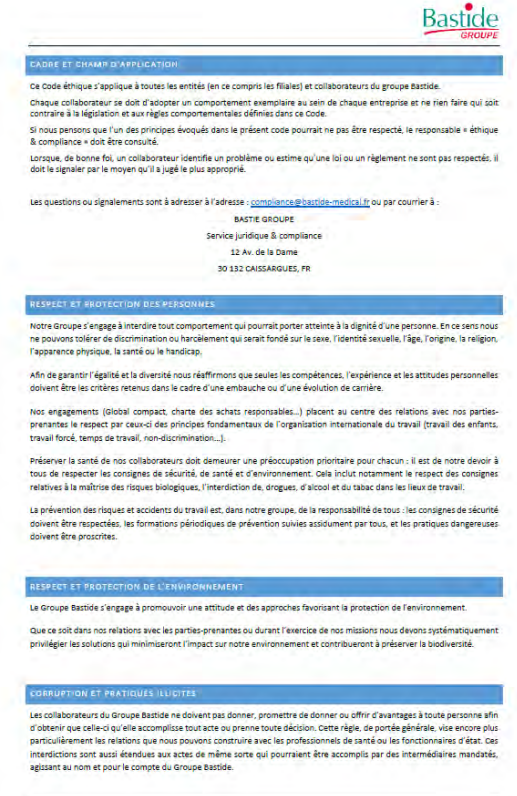 Bastide
GROUPE
CADRE ET CHAMP D'APPLICATION
Ce Code éthique s'applique à toutes les entités (en ce compris les filiales) et collaborateurs du groupe Bastide.
Chaque collaborateur se doit d'adopter un comportement exemplaire au sein de chaque entreprise et ne rien faire qui soit
contraire à la législation et aux règles comportementales définies dans ce Code.
Si nous pensons que l'un des principes évoqués dans le présent code pourrait ne pas être respecté, le responsable « éthique
& compliance » doit être consulté.
Lorsque, de bonne foi, un collaborateur identifie un problème ou estime qu'une loi ou un règlement ne sont pas respectés, il
doit le signaler par le moyen qu'il a jugé le plus approprié.
Les questions ou signalements sont à adresser à l'adresse : compliance@bastide-medical.fr ou par courrier à :
BASTIE GROUPE
Service juridique & compliance
12 Av. de la Dame
30 132 CAISSARGUES, FR
RESPECT ET PROTECTION DES PERSONNES
Notre Groupe s'engage à interdire tout comportement qui pourrait porter atteinte à la dignité d'une personne. En ce sens nous
ne pouvons tolérer de discrimination ou harcèlement qui serait fondé sur le sexe, l'identité sexuelle, l'âge, l'origine, la religion,
l'apparence physique, la santé ou le handicap.
Afin de garantir l'égalité et la diversité nous réaffirmons que seules les compétences, l'expérience et les attitudes personnelles
doivent être les critères retenus dans le cadre d'une embauche ou d'une évolution de carrière.
Nos engagements (Global compact, charte des achats responsables...) placent au centre des relations avec nos parties-
prenantes le respect par ceux-ci des principes fondamentaux de l'organisation internationale du travail (travail des enfants,
travail forcé, temps de travail, non-discrimination...).
Préserver la santé de nos collaborateurs doit demeurer une préoccupation prioritaire pour chacun : il est de notre devoir à
tous de respecter les consignes de sécurité, de santé et d'environnement. Cela inclut notamment le respect des consignes
relatives à la maîtrise des risques biologiques, l'interdiction de, drogues, d'alcool et du tabac dans les lieux de travail.
La prévention des risques et accidents du travail est, dans notre groupe, de la responsabilité de tous : les consignes de sécurité
doivent être respectées, les formations périodiques de prévention suivies assidument par tous, et les pratiques dangereuses
doivent être proscrites.
RESPECT ET PROTECTION DE L'ENVIRONNEMENT
Le Groupe Bastide s'engage à promouvoir une attitude et des approches favorisant la protection de l'environnement.
Que ce soit dans nos relations avec les parties-prenantes ou durant l'exercice de nos missions nous devons systématiquement
privilégier les solutions qui minimiseront l'impact sur notre environnement et contribueront à préserver la biodiversité.
CORRUPTION ET PRATIQUES ILLICITES
Les collaborateurs du Groupe Bastide ne doivent pas donner, promettre de donner ou offrir d'avantages à toute personne afin
d'obtenir que celle-ci qu'elle accomplisse tout acte ou prenne toute décision. Cette règle, de portée générale, vise encore plus
particulièrement les relations que nous pouvons construire avec les professionnels de santé ou les fonctionnaires d'état. Ces
interdictions sont aussi étendues aux actes de même sorte qui pourraient être accomplis par des intermédiaires mandatés,
agissant au nom et pour le compte du Groupe Bastide.